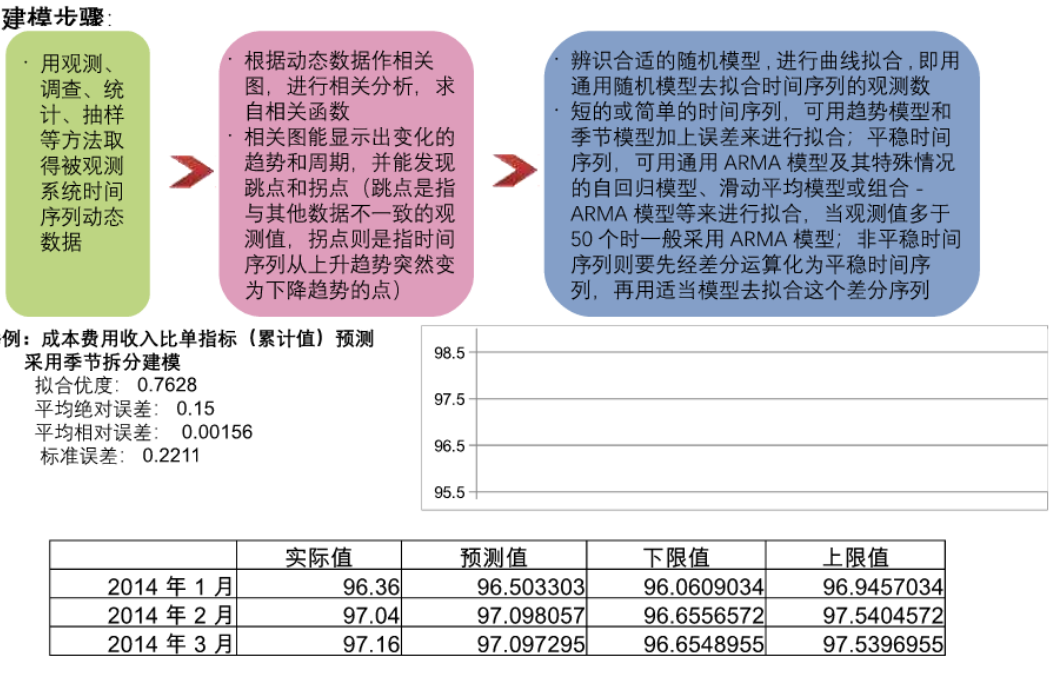 建模步骤:
· 用观测、
调查、统
计、抽样
等方法取
得被观测
系统时间
序列动态
数据
· 根据动态数据作相关
图，进行相关分析，求
自相关函数
· 相关图能显示出变化的
趋势和周期，并能发现
跳点和拐点（跳点是指
与其他数据不一致的观
测值，拐点则是指时间
序列从上升趋势突然变
为下降趋势的点）
· 辨识合适的随机模型,进行曲线拟合,即用
通用随机模型去拟合时间序列的观测数
· 短的或简单的时间序列，可用趋势模型和
季节模型加上误差来进行拟合；平稳时间
序列，可用通用 ARMA 模型及其特殊情况
的自回归模型、滑动平均模型或组合 -
ARMA 模型等来进行拟合，当观测值多于
50 个时一般采用 ARMA 模型；非平稳时间
序列则要先经差分运算化为平稳时间序
列，再用适当模型去拟合这个差分序列
例：成本费用收入比单指标（累计值）预测
采用季节拆分建模
拟合优度: 0.7628
平均绝对误差: 0.15
平均相对误差: 0.00156
标准误差: 0.2211
98.5
97.5
96.5
95.5
实际值 预测值 下限值 上限值
2014 年 1 月 96.36 96.503303 96.0609034 96.9457034
2014 年 2 月 97.04 97.098057 96.6556572 97.5404572
2014 年 3 月 97.16 97.097295 96.6548955 97.5396955